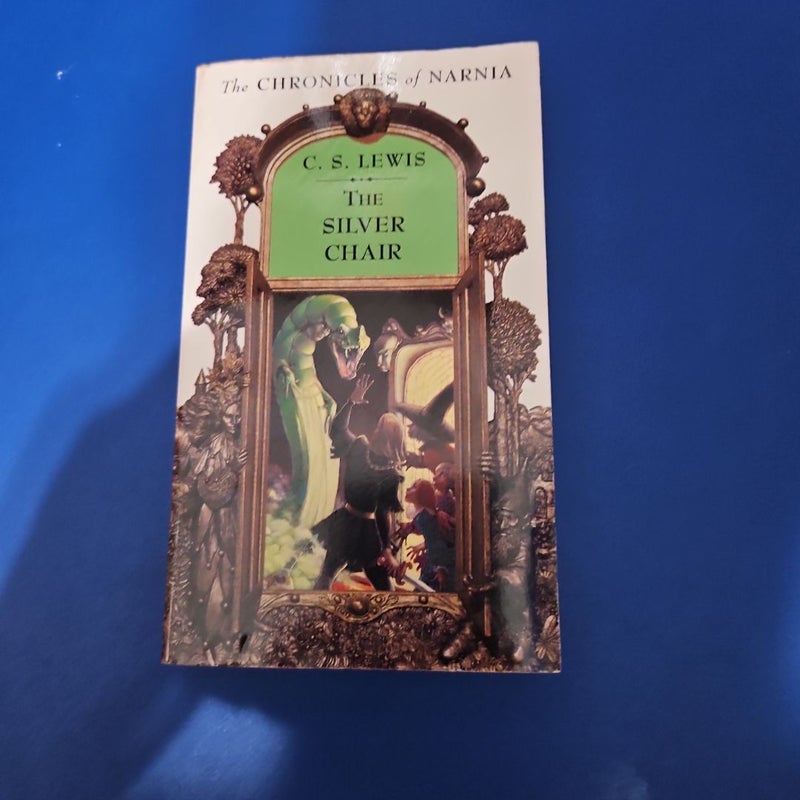 The CHRONICLES of NARNIA
C. S. LEWIS
THE
SILVER
CHAIR